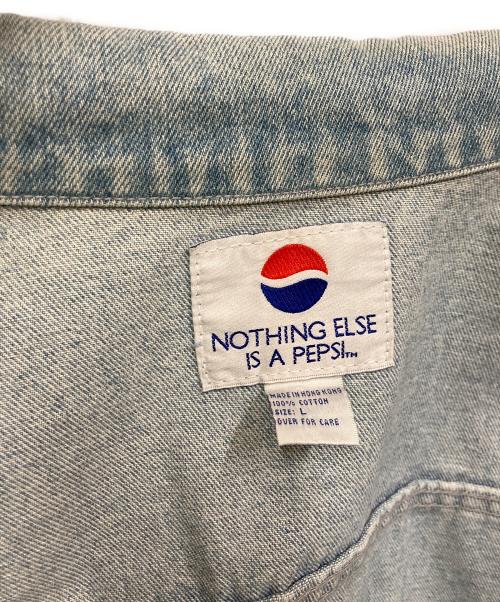 NOTHING ELSE
IS A PEPSI™
MADE IN HONG KONG
100% COTTON
SIZE: L
OVER FOR CARE